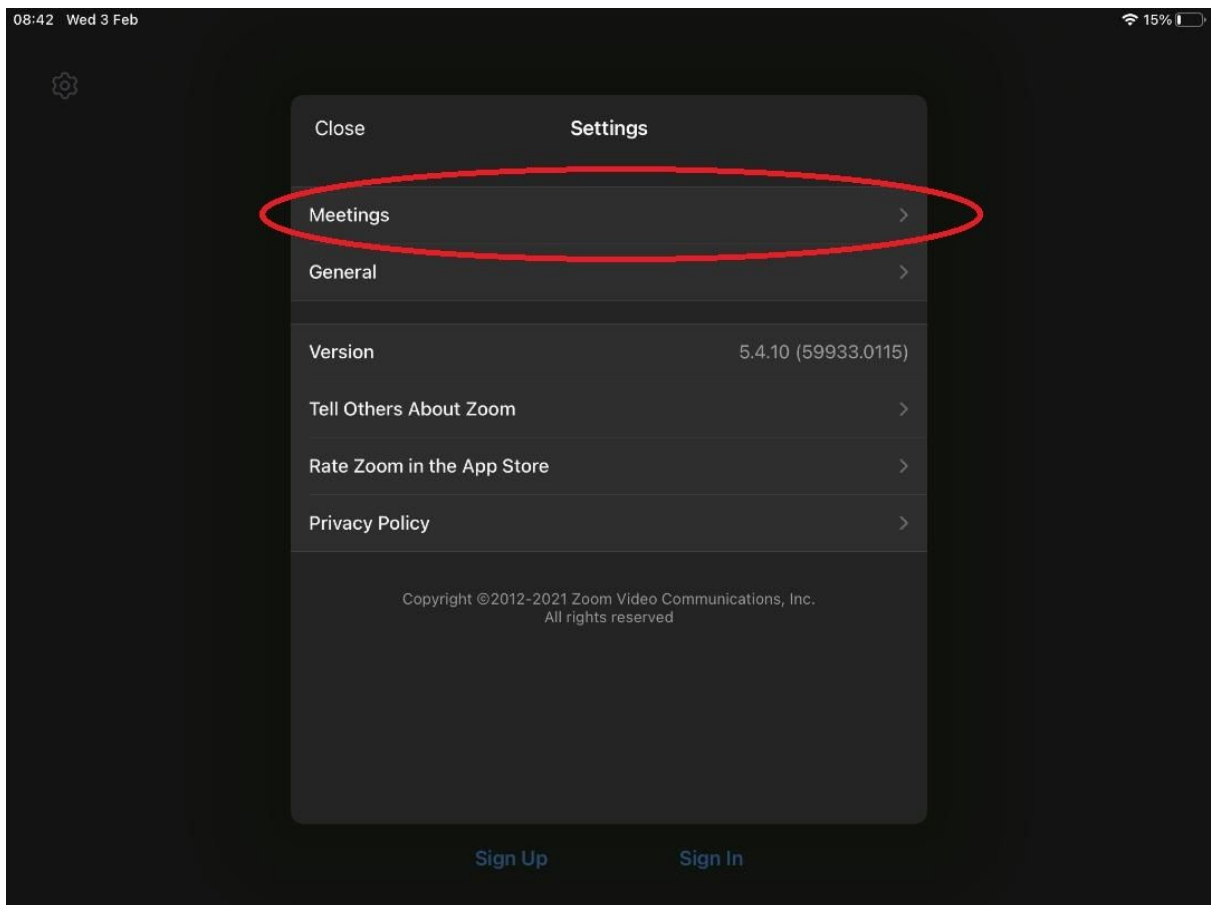 08:42 Wed 3 Feb
15%
Close
Settings
Meetings
General
Version
5.4.10 (59933.0115)
Tell Others About Zoom
Rate Zoom in the App Store
Privacy Policy
Copyright ©2012-2021 Zoom Video Communications, Inc.
All rights reserved
Sign Up
Sign In